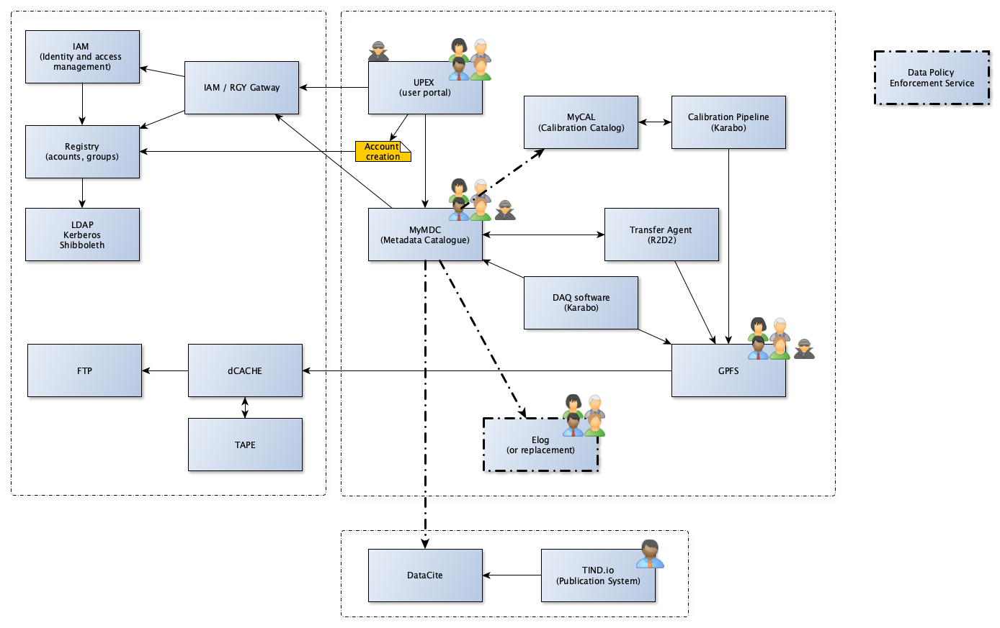 IAM
(Identity and access
management)
IAM / RGY Gatway
UPEX
(user portal)
Data Policy
Enforcement Service
MyCAL
(Calibration Catalog)
Calibration Pipeline
(Karabo)
Registry
(acounts, groups)
Account
creation
LDAP
Kerberos
Shibboleth
MyMDC
(Metadata Catalogue)
Transfer Agent
(R2D2)
DAQ software
(Karabo)
FTP
dCACHE
GPFS
TAPE
Elog
(or replacement)
DataCite
TIND.io
(Publication System)